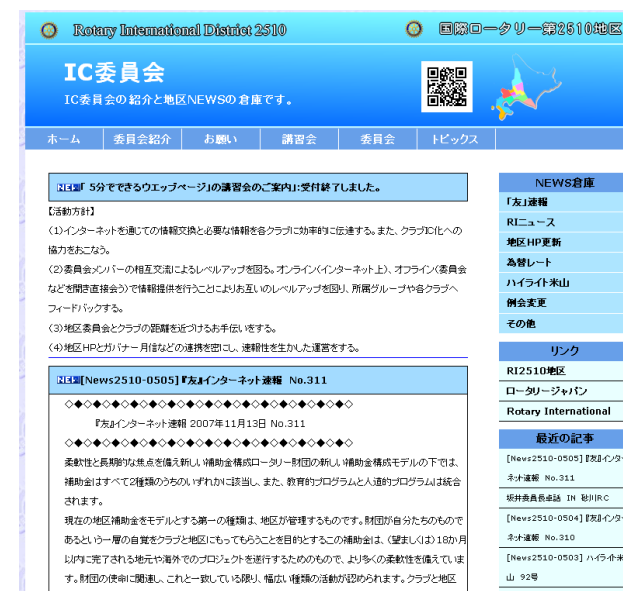 Rotary International District 2510
国際ロータリー第2510地区
IC委員会
IC委員会の紹介と地区NEWSの倉庫です。
ホーム 委員会紹介 お願い 講習会 委員会 トピックス
NEW「 5分でできるウエッブページ」の講習会のご案内」:受付終了しました。
【活動方針】
(1)インターネットを通じての情報交換と必要な情報を各クラブに効率的に伝達する。また、クラブIC化への
協力をおこなう。
(2)委員会メンバーの相互交流によるレベルアップを図る。オンライン(インターネット上)、オフライン(委員会
などを開き直接会う)で情報提供を行うことによりお互いのレベルアップを図り、所属グループや各クラブへ
フィードバックする。
(3)地区委員会とクラブの距離を近づけるお手伝いをする。
(4)地区HPとガバナー月信などの連携を密にし、速報性を生かした運営をする。
NEW[News2510-0505]『友』インターネット速報 No.311
◇◆◇◆◇◆◇◆◇◆◇◆◇◆◇◆◇◆◇◆◇◆◇◆◇◆◇◆◇◆◇
『友』インターネット速報 2007年11月13日 No.311
◇◆◇◆◇◆◇◆◇◆◇◆◇◆◇◆◇◆◇◆◇◆◇◆◇◆◇◆◇◆◇
柔軟性と長期的な焦点を備え新しい補助金構成ロータリー財団の新しい補助金構成モデルの下では、
補助金はすべて2種類のうちのいずれかに該当し、また、教育的プログラムと人道的プログラムは統合
されます。
現在の地区補助金をモデルとする第一の種類は、地区が管理するものです。財団が自分たちのもので
あるという一層の自覚をクラブと地区にもってもらうことを目的とするこの補助金は、(望ましくは)18か月
以内に完了される地元や海外でのプロジェクトを遂行するためのもので、より多くの柔軟性を備えていま
す。財団の使命に関連し、これと一致している限り、幅広い種類の活動が認められます。クラブと地区
NEWS倉庫
「友」速報
RIニュース
地区HP更新
為替レート
ハイライト米山
例会変更
その他
リンク
RI2510地区
ロータリージャパン
Rotary International
最近の記事
[News2510-0505]『友』インター
ネット速報 No.311
坂井委員長卓話 IN 砂川RC
[News2510-0504]『友』インター
ネット速報 No.310
[News2510-0503] ハイライト米
山 92号